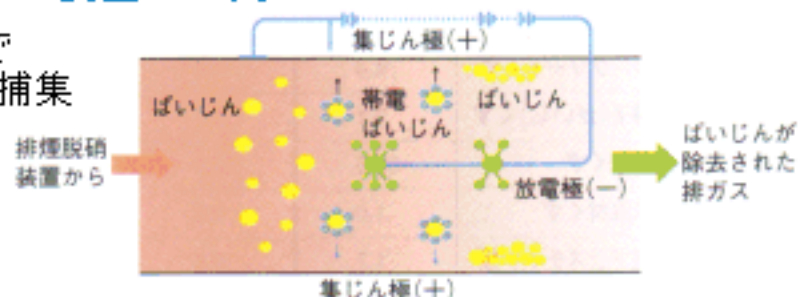 捕集
集じん極(＋)
ばいじん
帯電
ばいじん
ばいじん
排煙脱硝
装置から
放電極(－)
ばいじんが
除去された
排ガス
集じん極(＋)